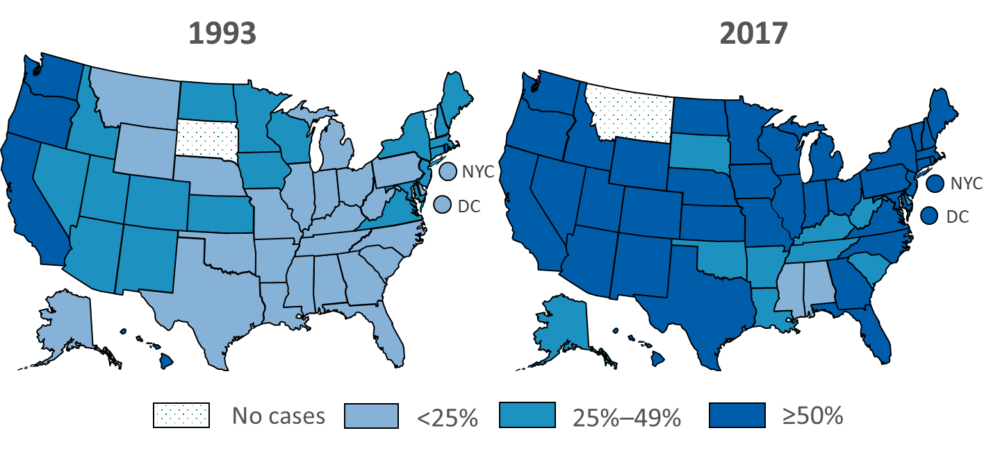 1993
2017
NYC
DC
NYC
DC
No cases
<25%
25%–49%
≥50%